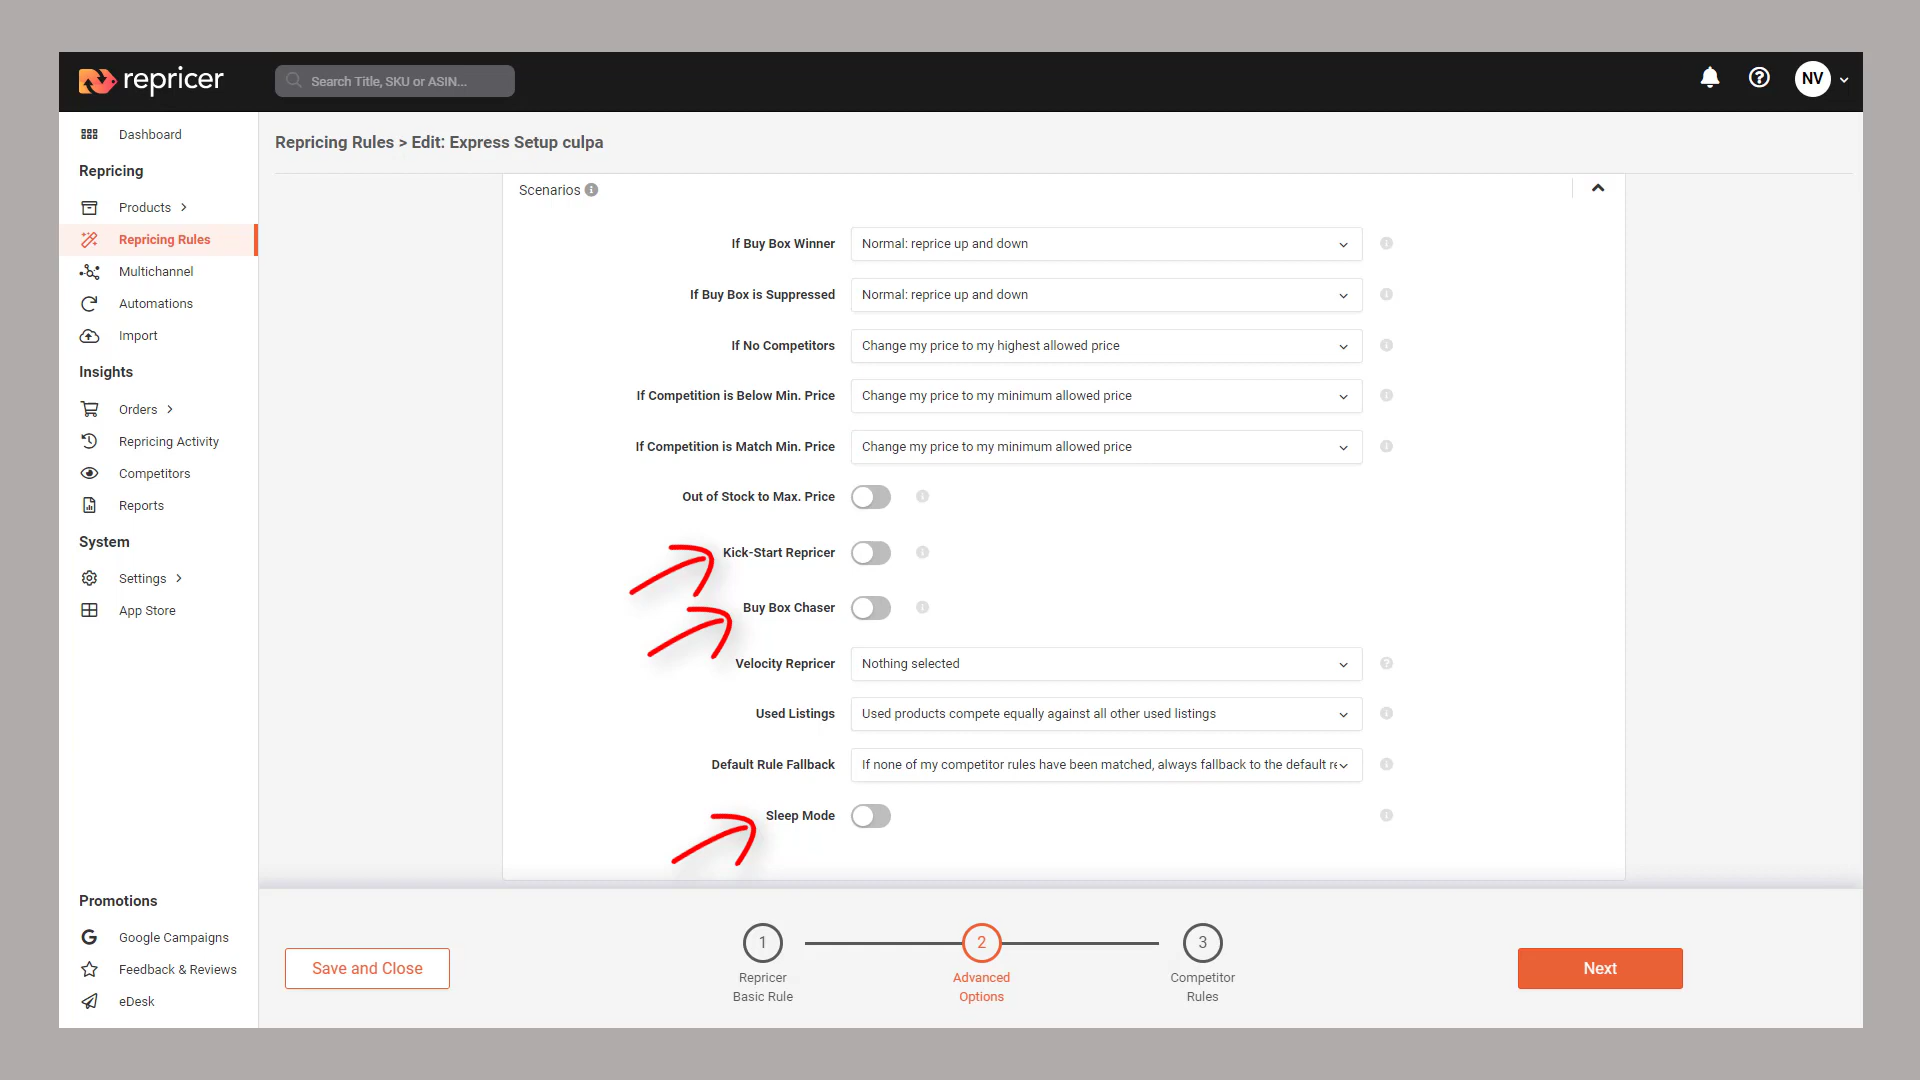 repricer
Search Title, SKU or ASIN...
NV
Dashboard
Repricing
Products
Repricing Rules
Multichannel
Automations
Import
Insights
Orders
Repricing Activity
Competitors
Reports
System
Settings
App Store
Promotions
Google Campaigns
Feedback & Reviews
eDesk
Repricing Rules > Edit: Express Setup culpa
Scenarios
If Buy Box Winner Normal: reprice up and down
If Buy Box is Suppressed Normal: reprice up and down
If No Competitors Change my price to my highest allowed price
If Competition is Below Min. Price Change my price to my minimum allowed price
If Competition is Match Min. Price Change my price to my minimum allowed price
Out of Stock to Max. Price
Kick-Start Repricer
Buy Box Chaser
Velocity Repricer Nothing selected
Used Listings Used products compete equally against all other used listings
Default Rule Fallback If none of my competitor rules have been matched, always fallback to the default re
Sleep Mode
Save and Close
1
Repricer
Basic Rule
2
Advanced
Options
3
Competitor
Rules
Next